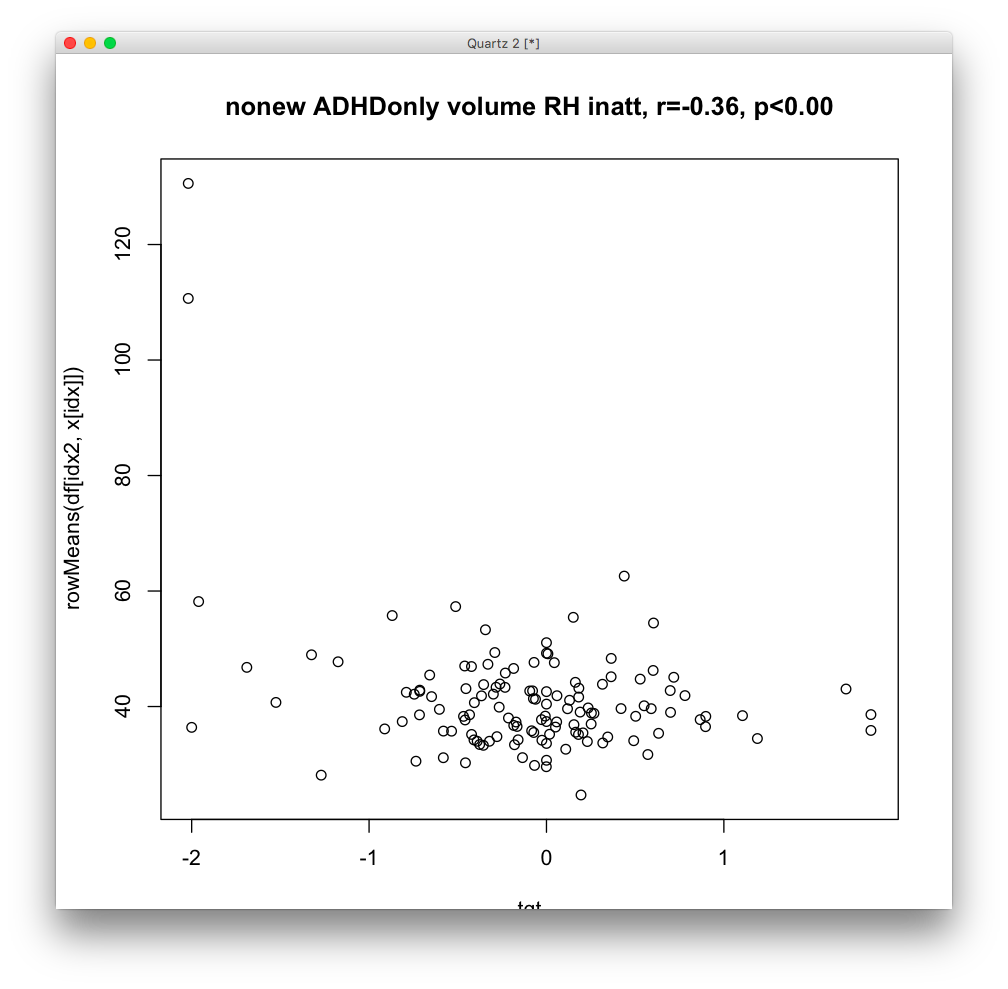 Quartz 2 [*]
nonew ADHDonly volume RH inatt, r=-0.36, p<0.00
rowMeans(df[idx2, x[idx]])
120
100
80
60
40
-2 -1 0 1
tgt